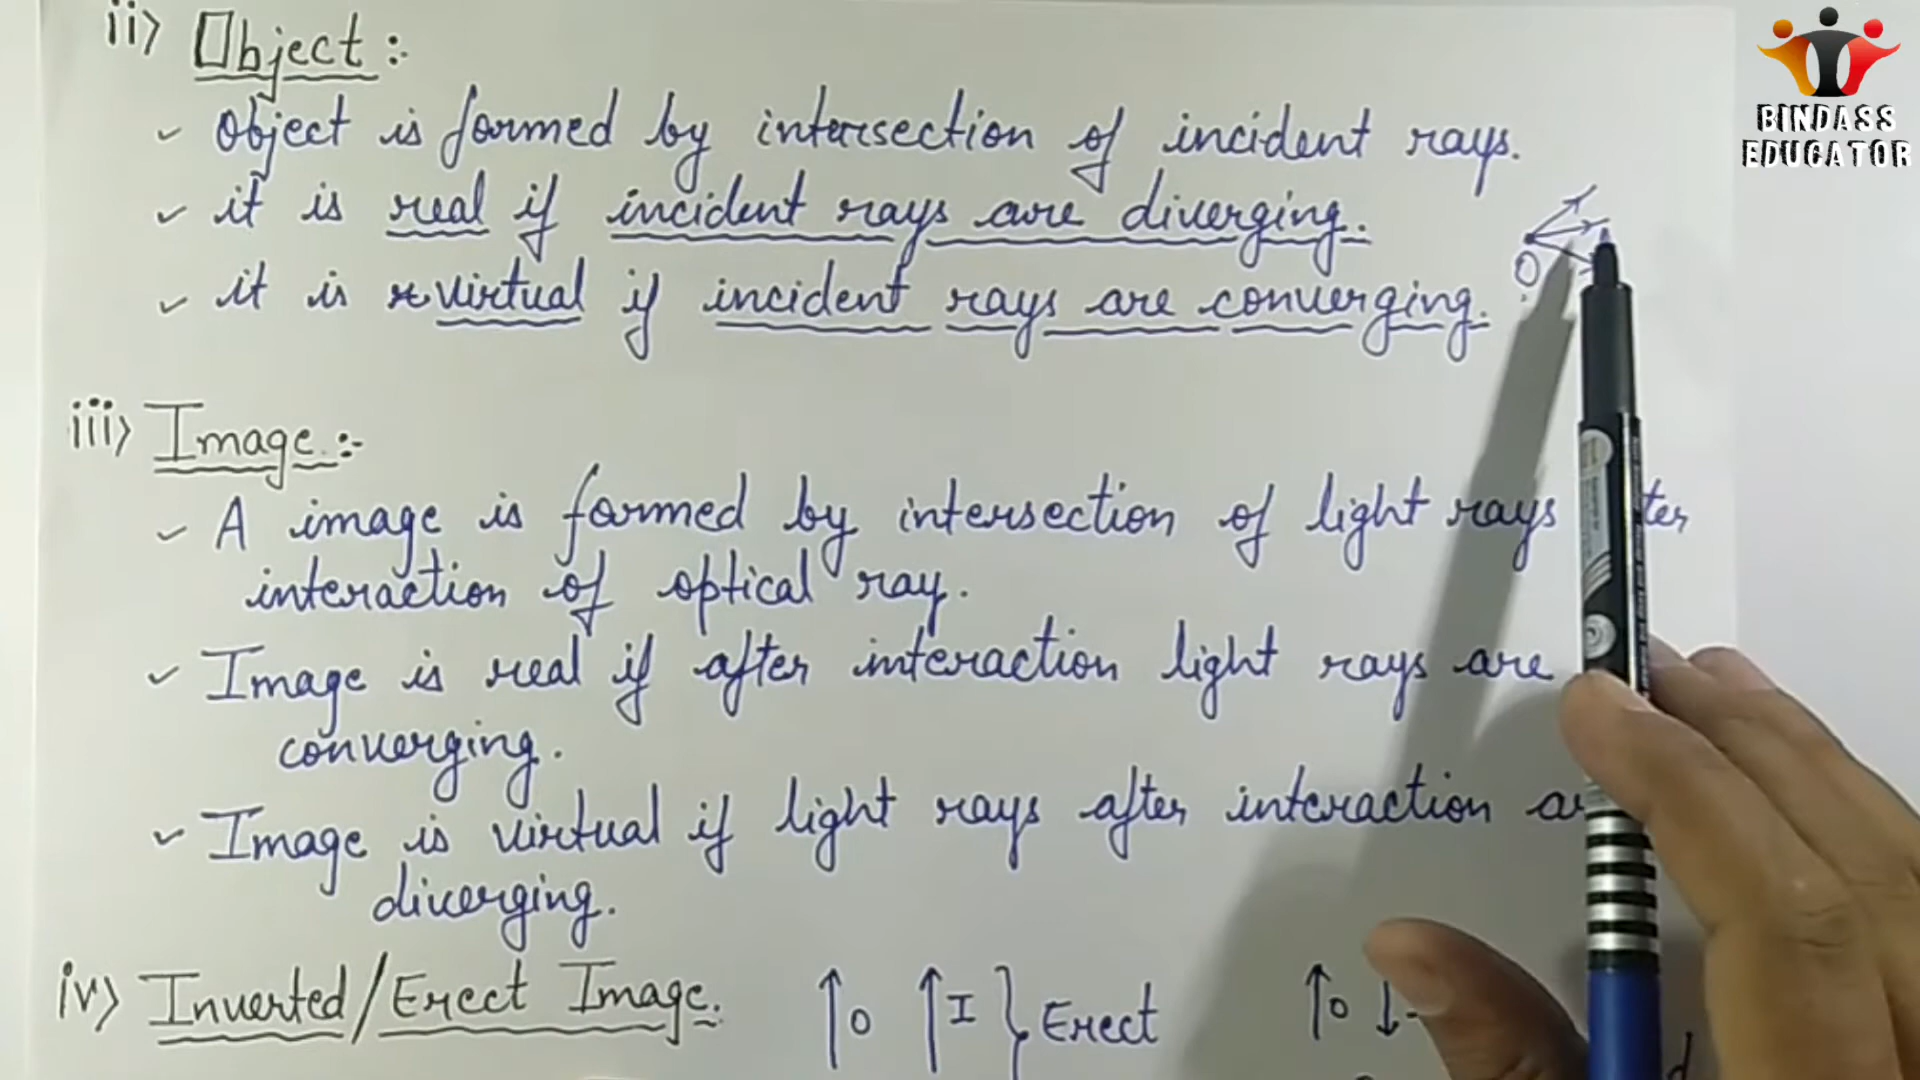 ii) Object :-
✓ Object is formed by intersection of incident rays.
✓ it is real if incident rays are diverging.
✓ it is virtual if incident rays are converging.
O
iii) Image :-
✓ A image is formed by intersection of light rays
interaction of optical ray.
✓ Image is real if after interaction light rays are
converging.
✓ Image is virtual if light rays after interaction
diverging.
iv) Inverted/Erect Image.
↑O ↑I } Erect
↑O ↓
BINDASS
EDUCATOR